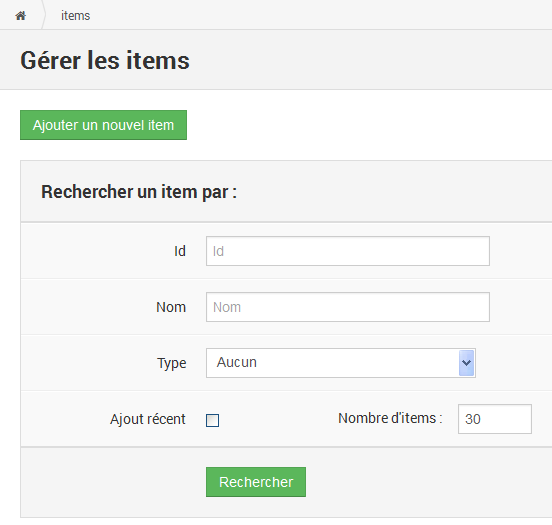 items
Gérer les items
Ajouter un nouvel item
Rechercher un item par :
Id Id
Nom Nom
Type Aucun
Ajout récent Nombre d'items : 30
Rechercher